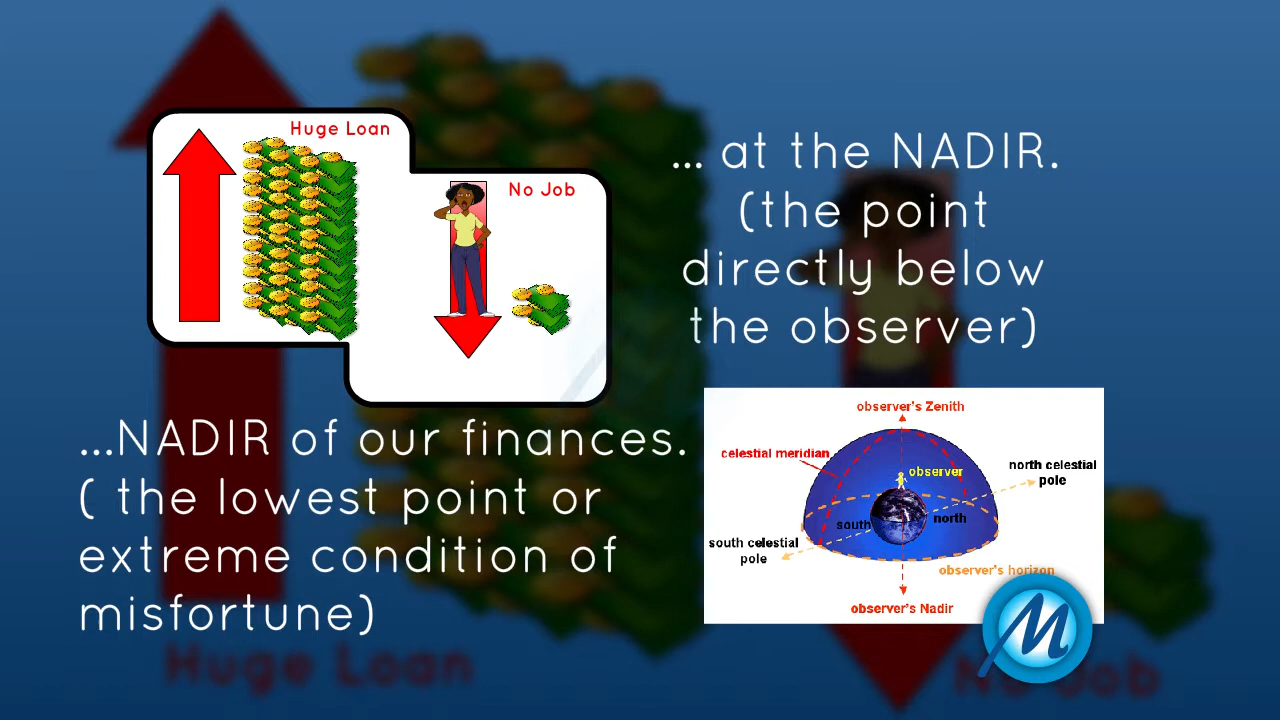 Huge Loan
No Job
... at the NADIR.
(the point
directly below
the observer)
...NADIR of our finances.
( the lowest point or
extreme condition of
misfortune)
observer's Zenith
celestial meridian
observer
north celestial
pole
south
north
south celestial
pole
observer's horizon
observer's Nadir
M
Huge Loan
No Job